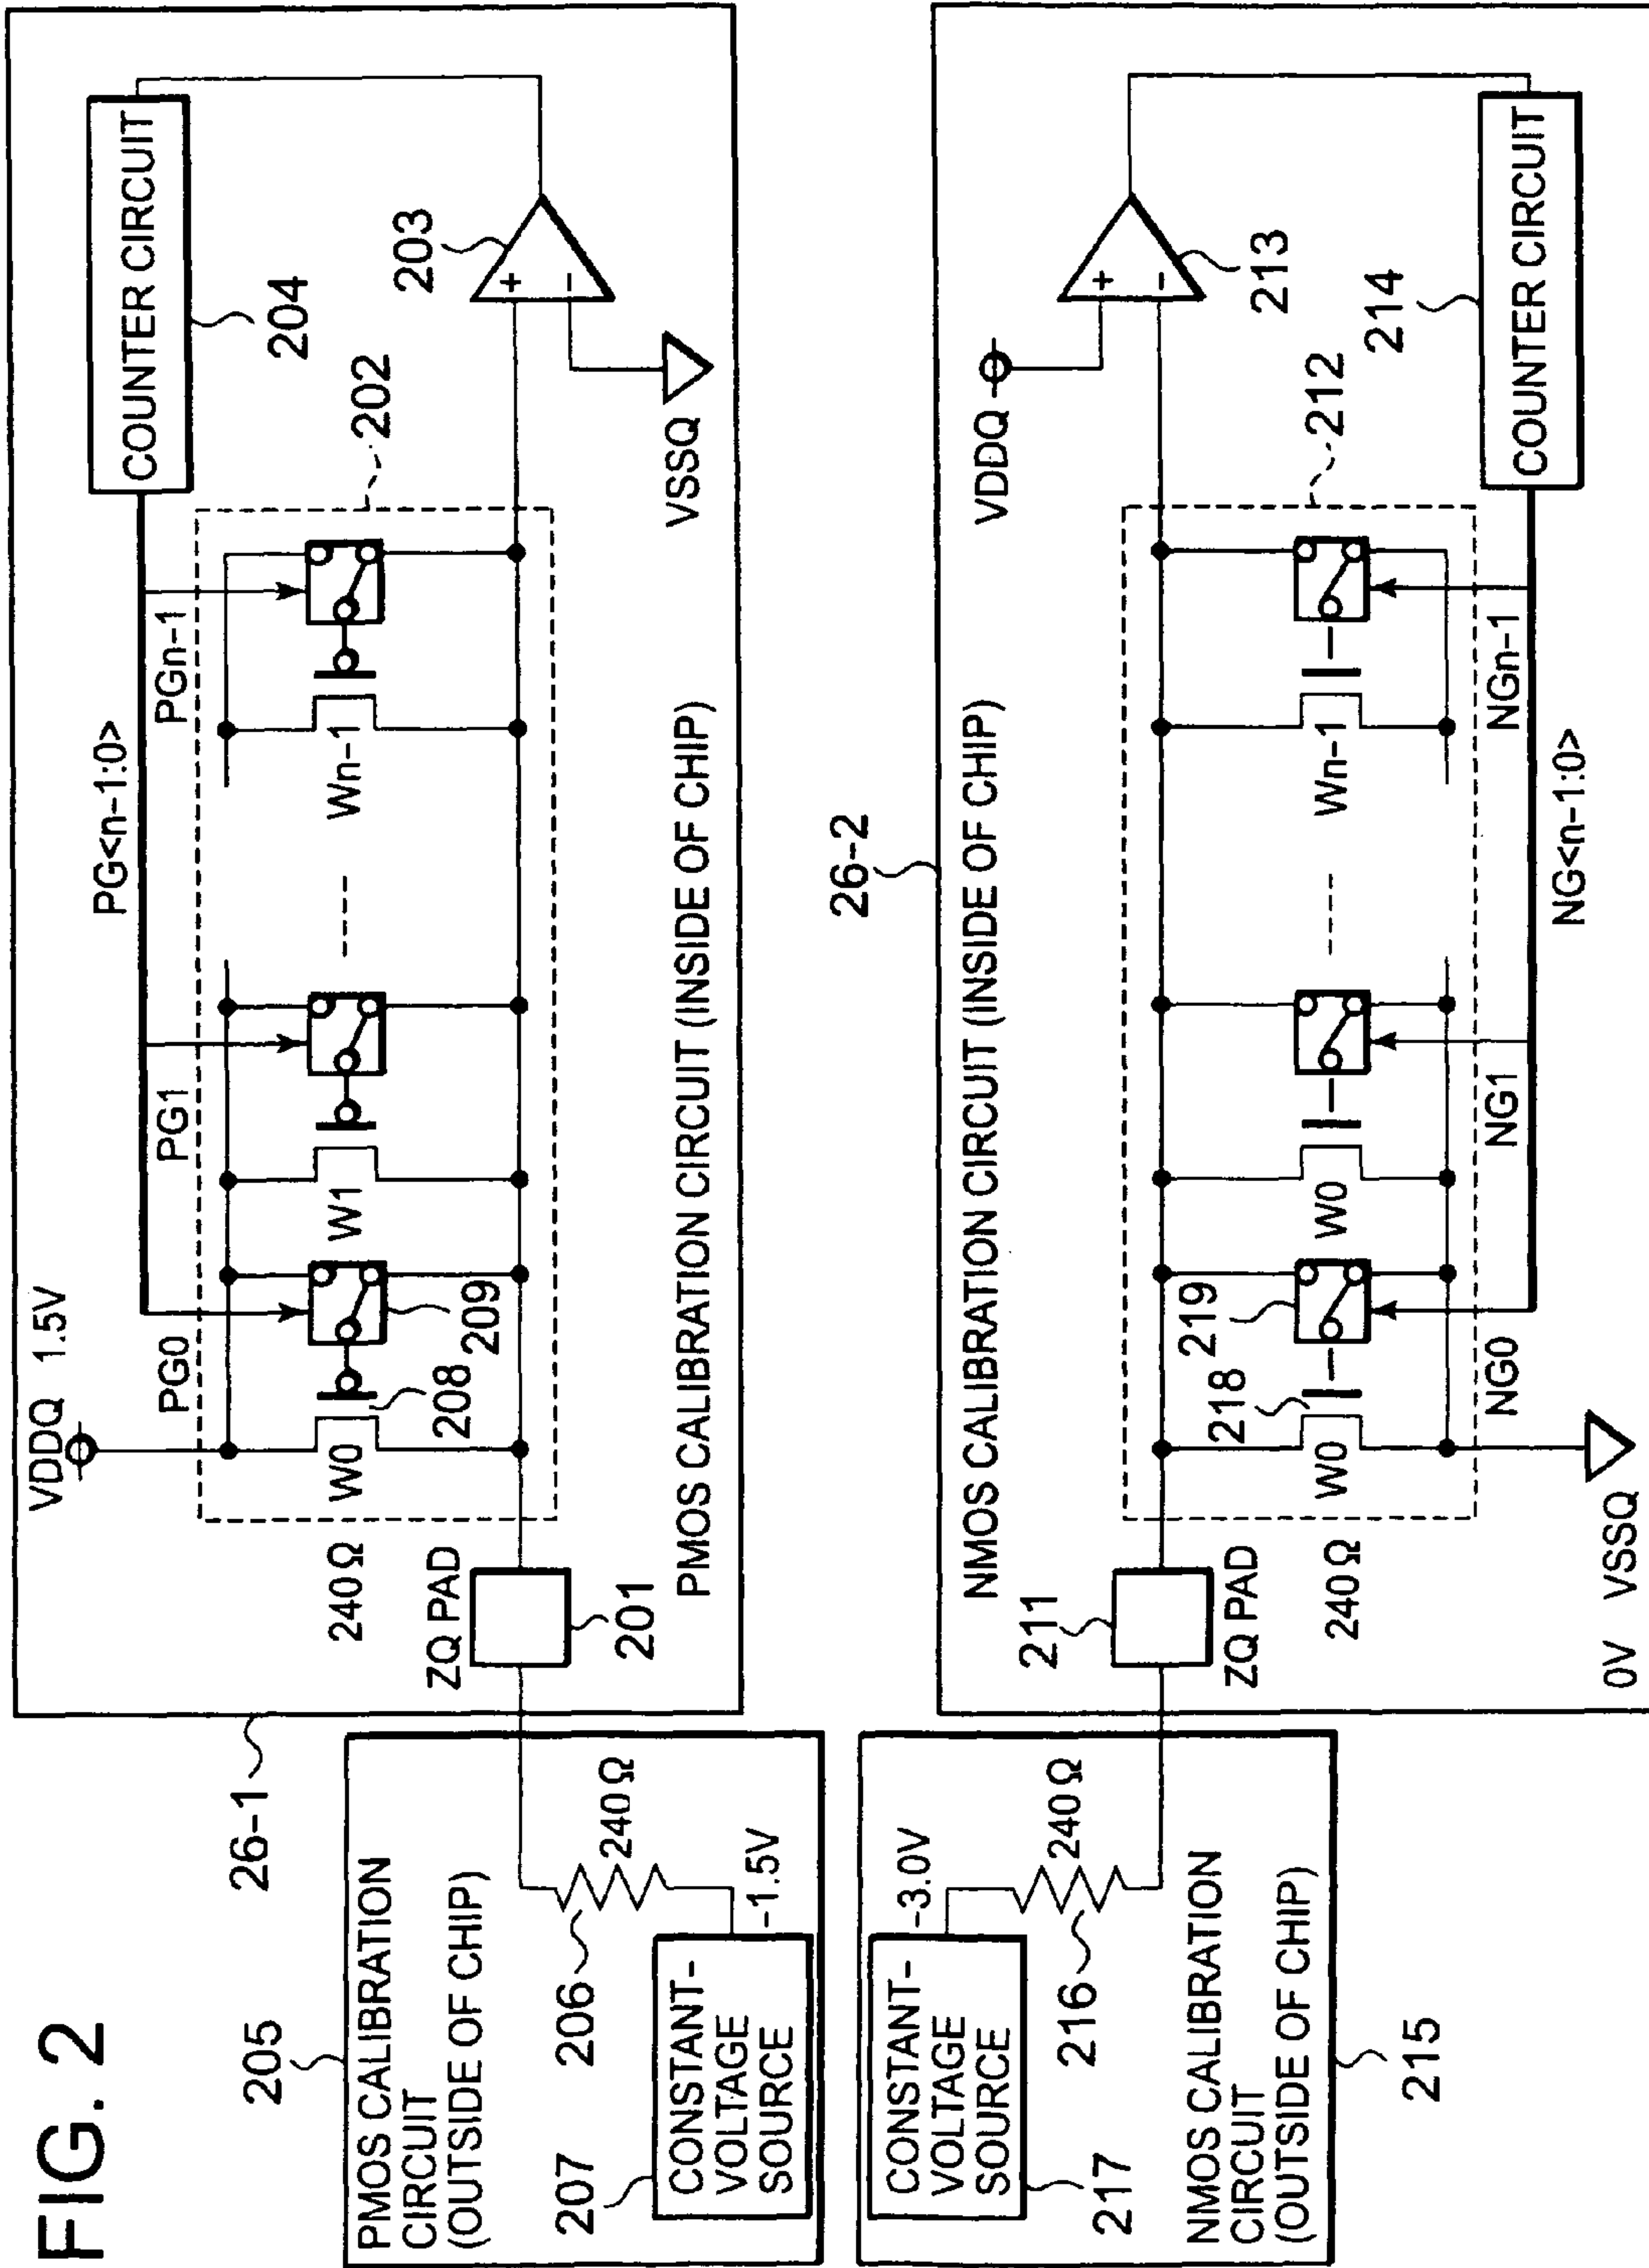 FIG. 2
26-1
VDDQ 1.5V
PG<n-1:0>
COUNTER CIRCUIT
204
PG0
PG1
PGn-1
202
240Ω
W0
208
209
W1
-----
Wn-1
203
+
-
VSSQ
ZQ PAD
201
PMOS CALIBRATION CIRCUIT (INSIDE OF CHIP)
205
PMOS CALIBRATION
CIRCUIT
(OUTSIDE OF CHIP)
206
240Ω
207
CONSTANT-
VOLTAGE
SOURCE
-1.5V
26-2
NMOS CALIBRATION CIRCUIT (INSIDE OF CHIP)
CONSTANT-
VOLTAGE
SOURCE
-3.0V
217
216
240Ω
NMOS CALIBRATION
CIRCUIT
(OUTSIDE OF CHIP)
215
211
ZQ PAD
VDDQ
+
-
213
212
240Ω
W0
218
219
W0
-----
Wn-1
214
COUNTER CIRCUIT
NG0
NG1
NGn-1
NG<n-1:0>
0V VSSQ